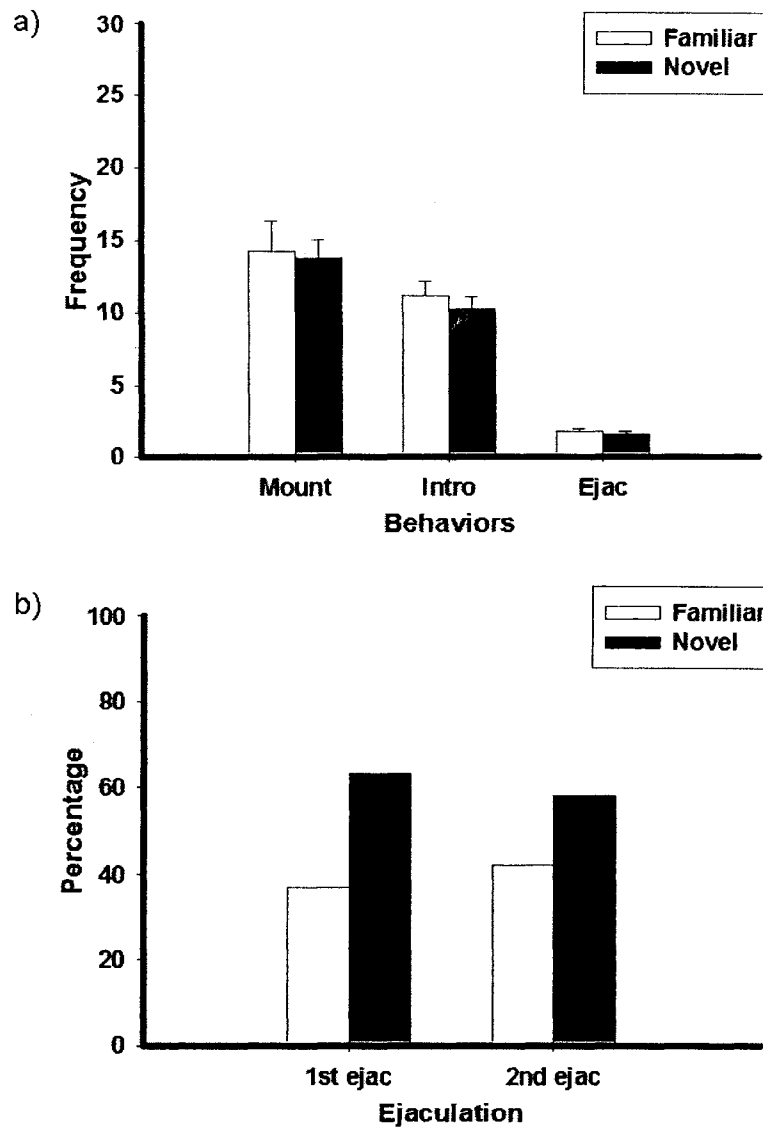 a)
30
25
20
15
10
5
0
Frequency
Familiar
Novel
Mount Intro Ejac
Behaviors
b)
100
80
60
40
20
0
Percentage
Familiar
Novel
1st ejac 2nd ejac
Ejaculation